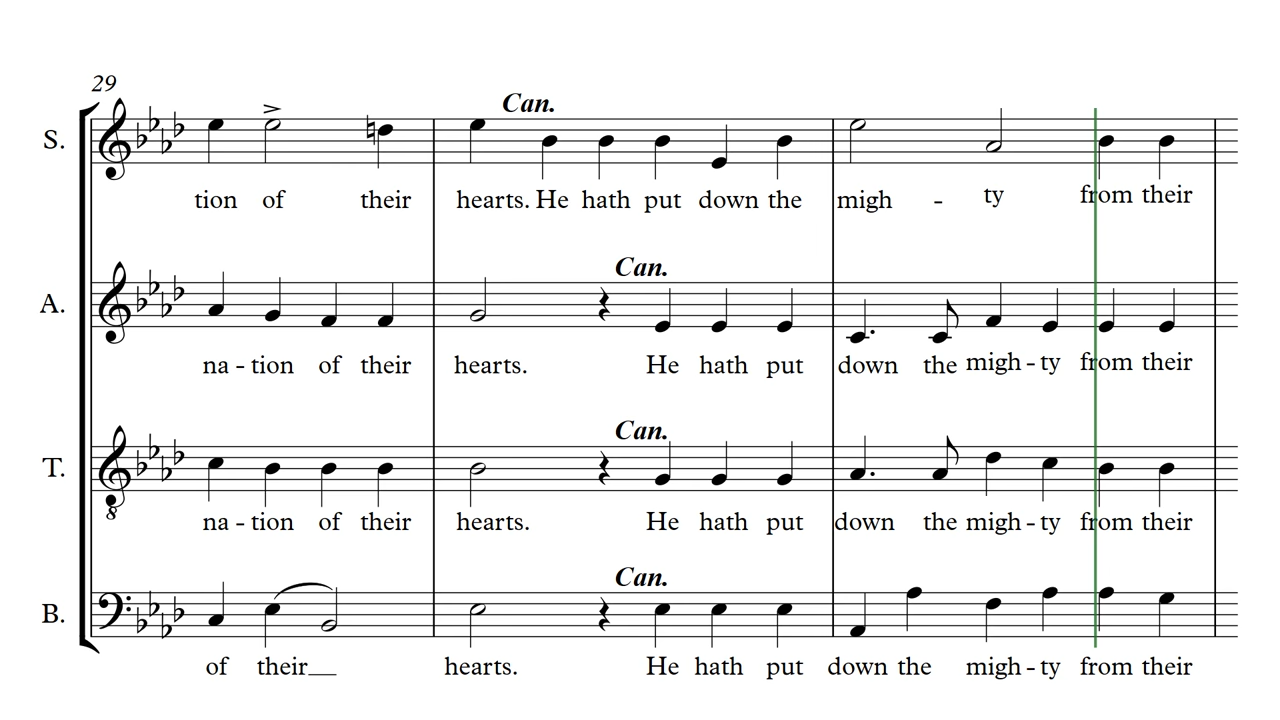 29
Can.
S.
tion of their hearts. He hath put down the migh - ty from their
Can.
A.
na - tion of their hearts. He hath put down the migh - ty from their
Can.
T.
8
na - tion of their hearts. He hath put down the migh - ty from their
Can.
B.
of their__ hearts. He hath put down the migh - ty from their